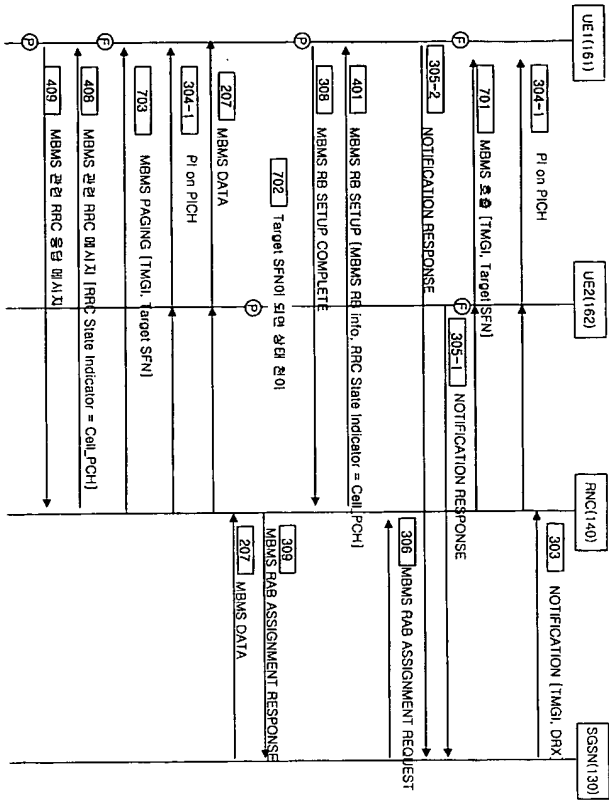 UE1(161)
UE2(162)
RNC(140)
SGSN(130)
303
NOTIFICATION [TMGI, DRX]
304-1
PI on PICH
701
MBMS 호출 [TMGI, Target SFN]
F
F
305-1
NOTIFICATION RESPONSE
305-2
NOTIFICATION RESPONSE
306
MBMS RAB ASSIGNMENT REQUEST
401
MBMS RB SETUP [MBMS RB info, RRC State Indicator = Cell_PCH]
308
MBMS RB SETUP COMPLETE
P
702
Target SFN이 되면 상태 천이
P
309
MBMS RAB ASSIGNMENT RESPONSE
207
MBMS DATA
207
MBMS DATA
304-1
PI on PICH
703
MBMS PAGING [TMGI, Target SFN]
F
408
MBMS 관련 RRC 메시지 [RRC State Indicator = Cell_PCH]
409
MBMS 관련 RRC 응답 메시지
P